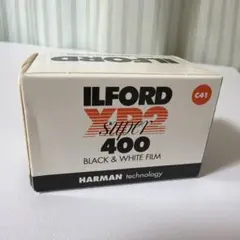 ILFORD
C41
XP2
super
400
BLACK & WHITE FILM
HARMAN technology